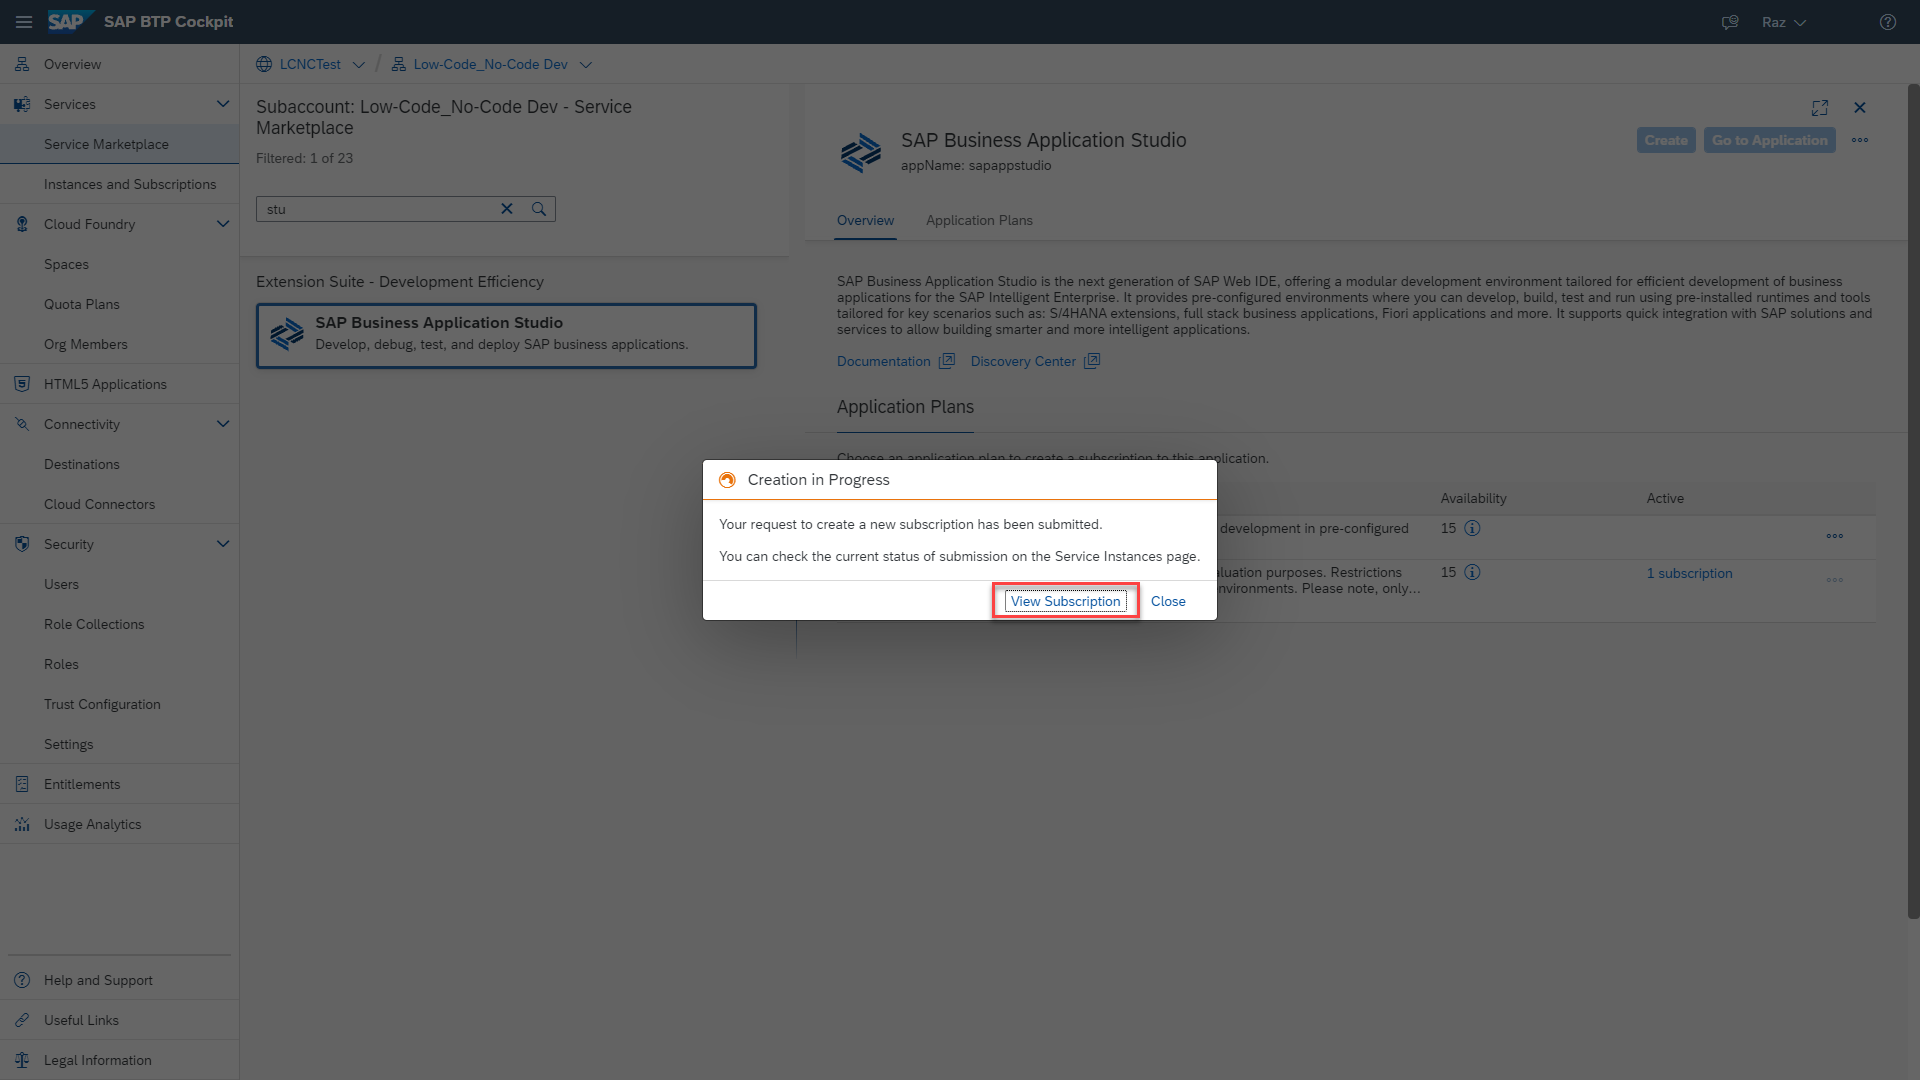 SAP
SAP BTP Cockpit
Raz
Overview
Services
Service Marketplace
Instances and Subscriptions
Cloud Foundry
Spaces
Quota Plans
Org Members
HTML5 Applications
Connectivity
Destinations
Cloud Connectors
Security
Users
Role Collections
Roles
Trust Configuration
Settings
Entitlements
Usage Analytics
Help and Support
Useful Links
Legal Information
LCNCTest / Low-Code_No-Code Dev
Subaccount: Low-Code_No-Code Dev - Service
Marketplace
Filtered: 1 of 23
stu
Extension Suite - Development Efficiency
SAP Business Application Studio
Develop, debug, test, and deploy SAP business applications.
SAP Business Application Studio
appName: sapappstudio
Create
Go to Application
Overview
Application Plans
SAP Business Application Studio is the next generation of SAP Web IDE, offering a modular development environment tailored for efficient development of business
applications for the SAP Intelligent Enterprise. It provides pre-configured environments where you can develop, build, test and run using pre-installed runtimes and tools
tailored for key scenarios such as: S/4HANA extensions, full stack business applications, Fiori applications and more. It supports quick integration with SAP solutions and
services to allow building smarter and more intelligent applications.
Documentation
Discovery Center
Application Plans
Choose an application plan to create a subscription to this application.
Availability
Active
development in pre-configured
15
luation purposes. Restrictions
15
1 subscription
nvironments. Please note, only...
Creation in Progress
Your request to create a new subscription has been submitted.
You can check the current status of submission on the Service Instances page.
View Subscription
Close